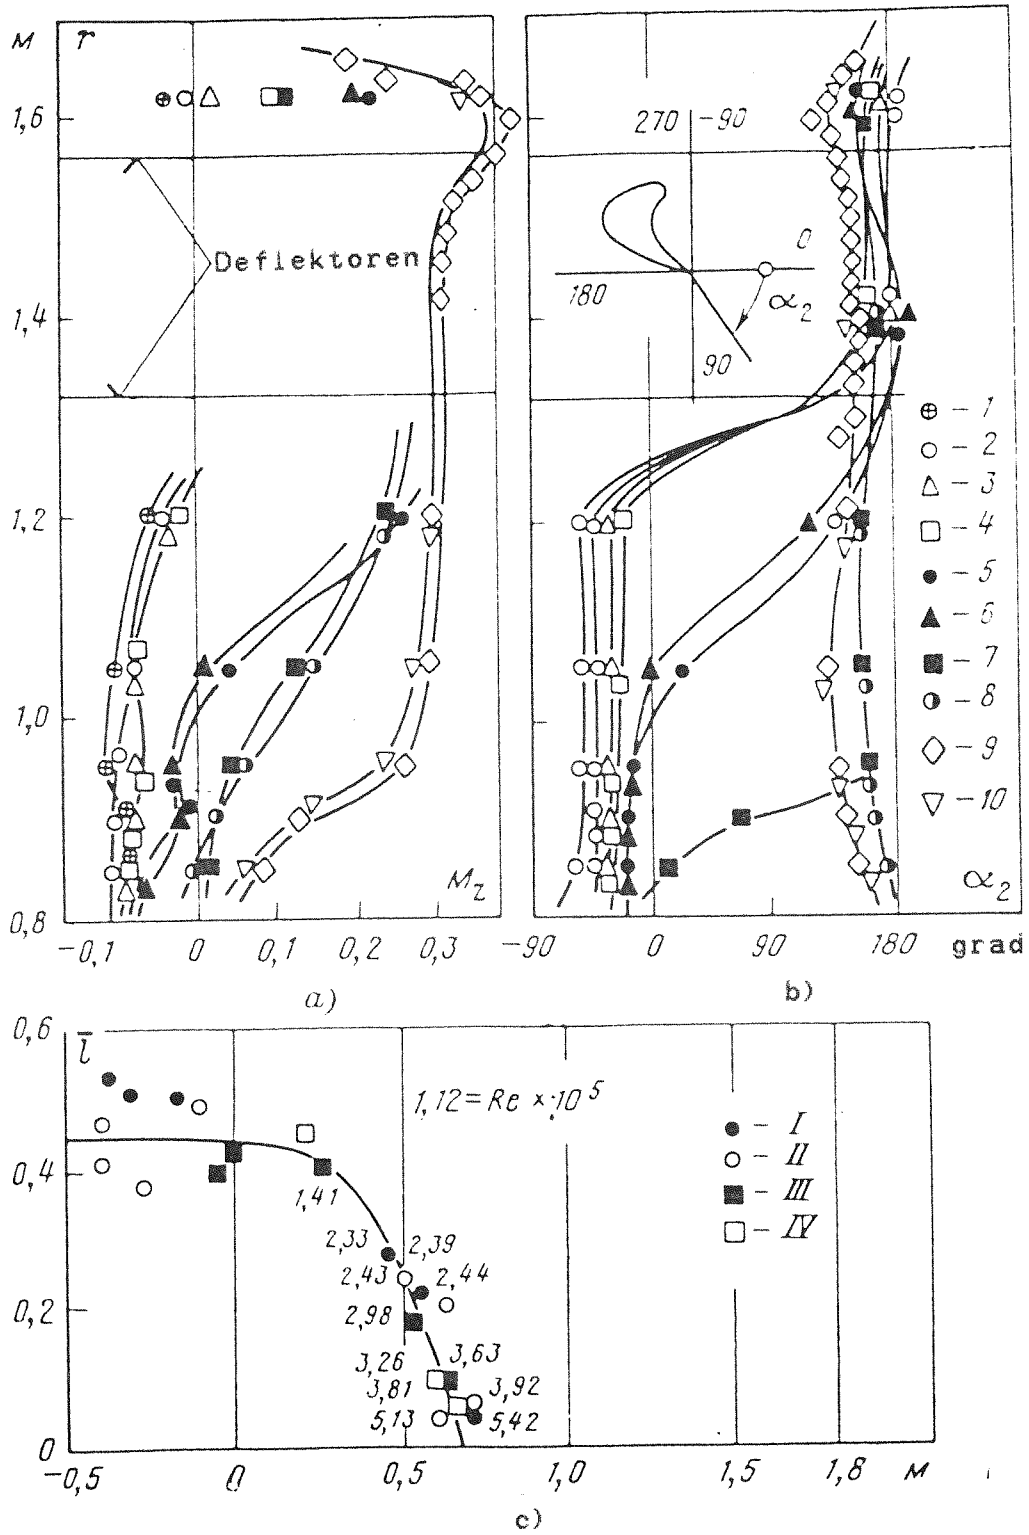 м r
1,6
1,4
1,2
1,0
0,8
Deflektoren
M z
-0,1 0 0,1 0,2 0,3
a)
270 -90
0
180
α2
90
⊕ - 1
○ - 2
△ - 3
□ - 4
● - 5
▲ - 6
■ - 7
◑ - 8
◇ - 9
▽ - 10
α2
-90 0 90 180 grad
b)
0,6
l̄
0,4
0,2
0
1,12 = Re × 10⁵
● - I
○ - II
■ - III
□ - IV
1,41
2,33 2,39
2,43 2,44
2,98
3,26 3,63
3,81 3,92
5,13 5,42
-0,5 0 0,5 1,0 1,5 1,8 м
c)